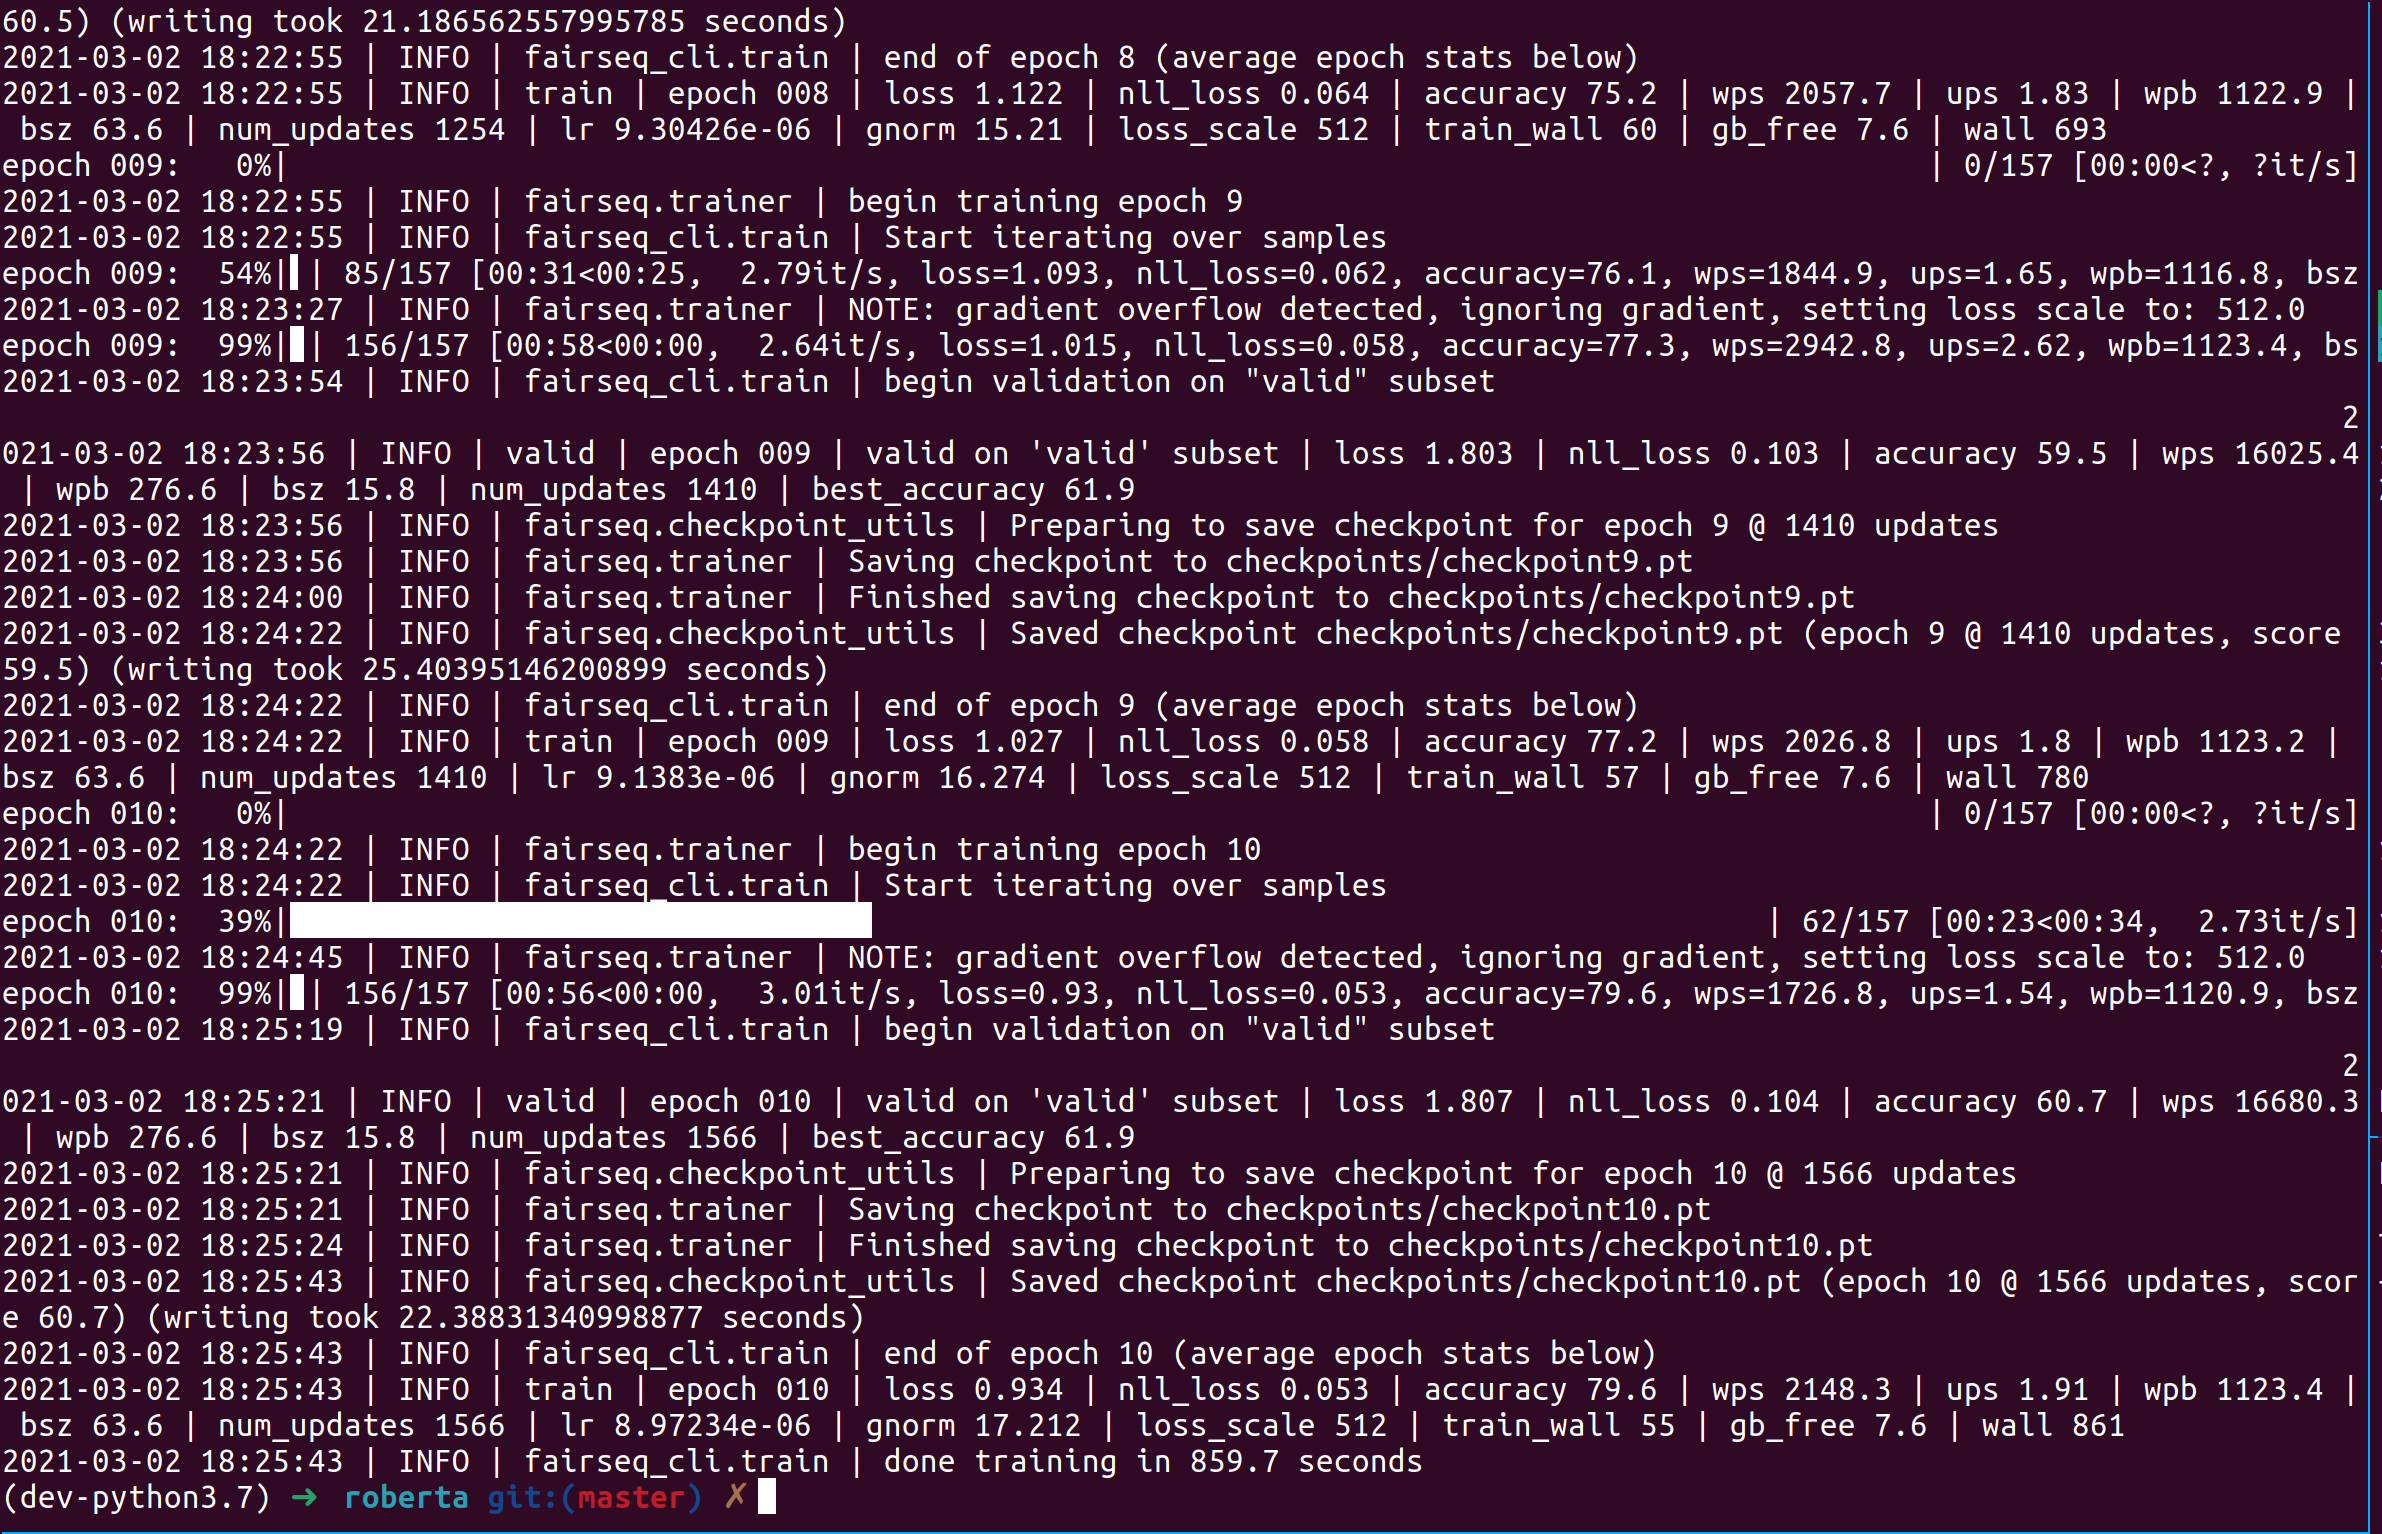 60.5) (writing took 21.186562557995785 seconds)
2021-03-02 18:22:55 | INFO | fairseq_cli.train | end of epoch 8 (average epoch stats below)
2021-03-02 18:22:55 | INFO | train | epoch 008 | loss 1.122 | nll_loss 0.064 | accuracy 75.2 | wps 2057.7 | ups 1.83 | wpb 1122.9 |
 bsz 63.6 | num_updates 1254 | lr 9.30426e-06 | gnorm 15.21 | loss_scale 512 | train_wall 60 | gb_free 7.6 | wall 693
epoch 009:   0%|                                                                                           | 0/157 [00:00<?, ?it/s]
2021-03-02 18:22:55 | INFO | fairseq.trainer | begin training epoch 9
2021-03-02 18:22:55 | INFO | fairseq_cli.train | Start iterating over samples
epoch 009:  54%| | 85/157 [00:31<00:25,  2.79it/s, loss=1.093, nll_loss=0.062, accuracy=76.1, wps=1844.9, ups=1.65, wpb=1116.8, bsz
2021-03-02 18:23:27 | INFO | fairseq.trainer | NOTE: gradient overflow detected, ignoring gradient, setting loss scale to: 512.0
epoch 009:  99%| | 156/157 [00:58<00:00,  2.64it/s, loss=1.015, nll_loss=0.058, accuracy=77.3, wps=2942.8, ups=2.62, wpb=1123.4, bs
2021-03-02 18:23:54 | INFO | fairseq_cli.train | begin validation on "valid" subset
2
021-03-02 18:23:56 | INFO | valid | epoch 009 | valid on 'valid' subset | loss 1.803 | nll_loss 0.103 | accuracy 59.5 | wps 16025.4
 | wpb 276.6 | bsz 15.8 | num_updates 1410 | best_accuracy 61.9
2021-03-02 18:23:56 | INFO | fairseq.checkpoint_utils | Preparing to save checkpoint for epoch 9 @ 1410 updates
2021-03-02 18:23:56 | INFO | fairseq.trainer | Saving checkpoint to checkpoints/checkpoint9.pt
2021-03-02 18:24:00 | INFO | fairseq.trainer | Finished saving checkpoint to checkpoints/checkpoint9.pt
2021-03-02 18:24:22 | INFO | fairseq.checkpoint_utils | Saved checkpoint checkpoints/checkpoint9.pt (epoch 9 @ 1410 updates, score
59.5) (writing took 25.40395146200899 seconds)
2021-03-02 18:24:22 | INFO | fairseq_cli.train | end of epoch 9 (average epoch stats below)
2021-03-02 18:24:22 | INFO | train | epoch 009 | loss 1.027 | nll_loss 0.058 | accuracy 77.2 | wps 2026.8 | ups 1.8 | wpb 1123.2 |
bsz 63.6 | num_updates 1410 | lr 9.1383e-06 | gnorm 16.274 | loss_scale 512 | train_wall 57 | gb_free 7.6 | wall 780
epoch 010:   0%|                                                                                           | 0/157 [00:00<?, ?it/s]
2021-03-02 18:24:22 | INFO | fairseq.trainer | begin training epoch 10
2021-03-02 18:24:22 | INFO | fairseq_cli.train | Start iterating over samples
epoch 010:  39%|                                                                                  | 62/157 [00:23<00:34,  2.73it/s]
2021-03-02 18:24:45 | INFO | fairseq.trainer | NOTE: gradient overflow detected, ignoring gradient, setting loss scale to: 512.0
epoch 010:  99%| | 156/157 [00:56<00:00,  3.01it/s, loss=0.93, nll_loss=0.053, accuracy=79.6, wps=1726.8, ups=1.54, wpb=1120.9, bsz
2021-03-02 18:25:19 | INFO | fairseq_cli.train | begin validation on "valid" subset
2
021-03-02 18:25:21 | INFO | valid | epoch 010 | valid on 'valid' subset | loss 1.807 | nll_loss 0.104 | accuracy 60.7 | wps 16680.3
 | wpb 276.6 | bsz 15.8 | num_updates 1566 | best_accuracy 61.9
2021-03-02 18:25:21 | INFO | fairseq.checkpoint_utils | Preparing to save checkpoint for epoch 10 @ 1566 updates
2021-03-02 18:25:21 | INFO | fairseq.trainer | Saving checkpoint to checkpoints/checkpoint10.pt
2021-03-02 18:25:24 | INFO | fairseq.trainer | Finished saving checkpoint to checkpoints/checkpoint10.pt
2021-03-02 18:25:43 | INFO | fairseq.checkpoint_utils | Saved checkpoint checkpoints/checkpoint10.pt (epoch 10 @ 1566 updates, scor
e 60.7) (writing took 22.38831340998877 seconds)
2021-03-02 18:25:43 | INFO | fairseq_cli.train | end of epoch 10 (average epoch stats below)
2021-03-02 18:25:43 | INFO | train | epoch 010 | loss 0.934 | nll_loss 0.053 | accuracy 79.6 | wps 2148.3 | ups 1.91 | wpb 1123.4 |
 bsz 63.6 | num_updates 1566 | lr 8.97234e-06 | gnorm 17.212 | loss_scale 512 | train_wall 55 | gb_free 7.6 | wall 861
2021-03-02 18:25:43 | INFO | fairseq_cli.train | done training in 859.7 seconds
(dev-python3.7) ➜ roberta git:(master) ✗